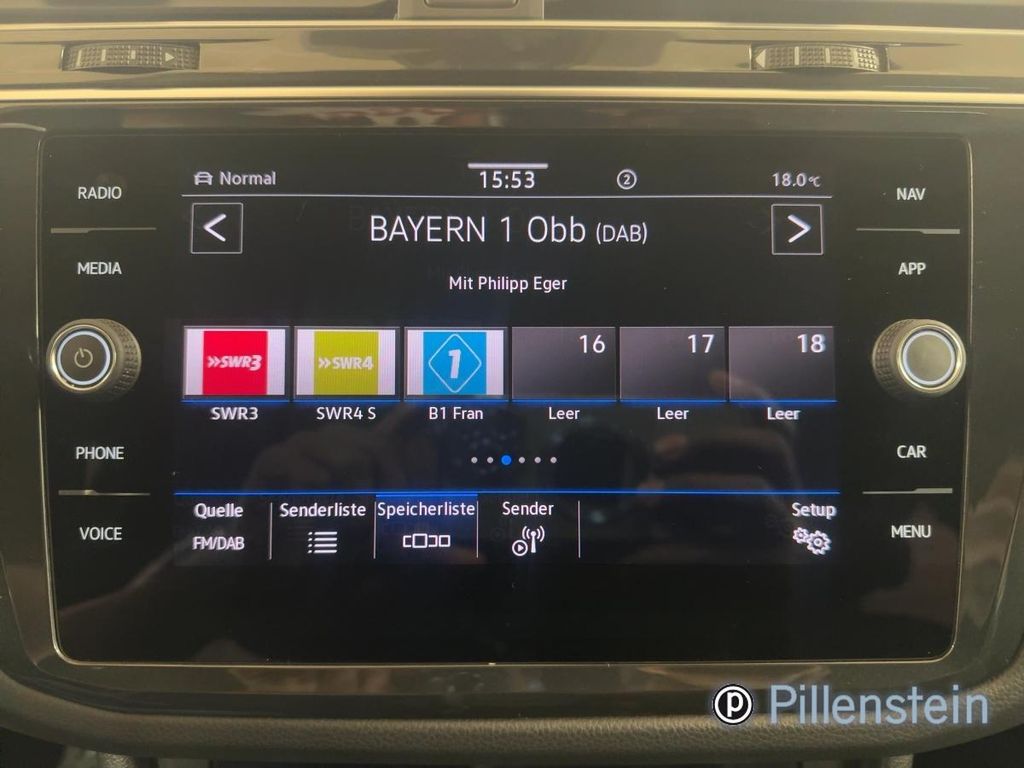 RADIO
MEDIA
PHONE
VOICE
Normal
15:53
2
18.0°C
<
BAYERN 1 Obb (DAB)
>
Mit Philipp Eger
»SWR3
»SWR4
1
16
17
18
SWR3
SWR4 S
B1 Fran
Leer
Leer
Leer
Quelle
FM/DAB
Senderliste
Speicherliste
Sender
Setup
NAV
APP
CAR
MENU
p Pillenstein